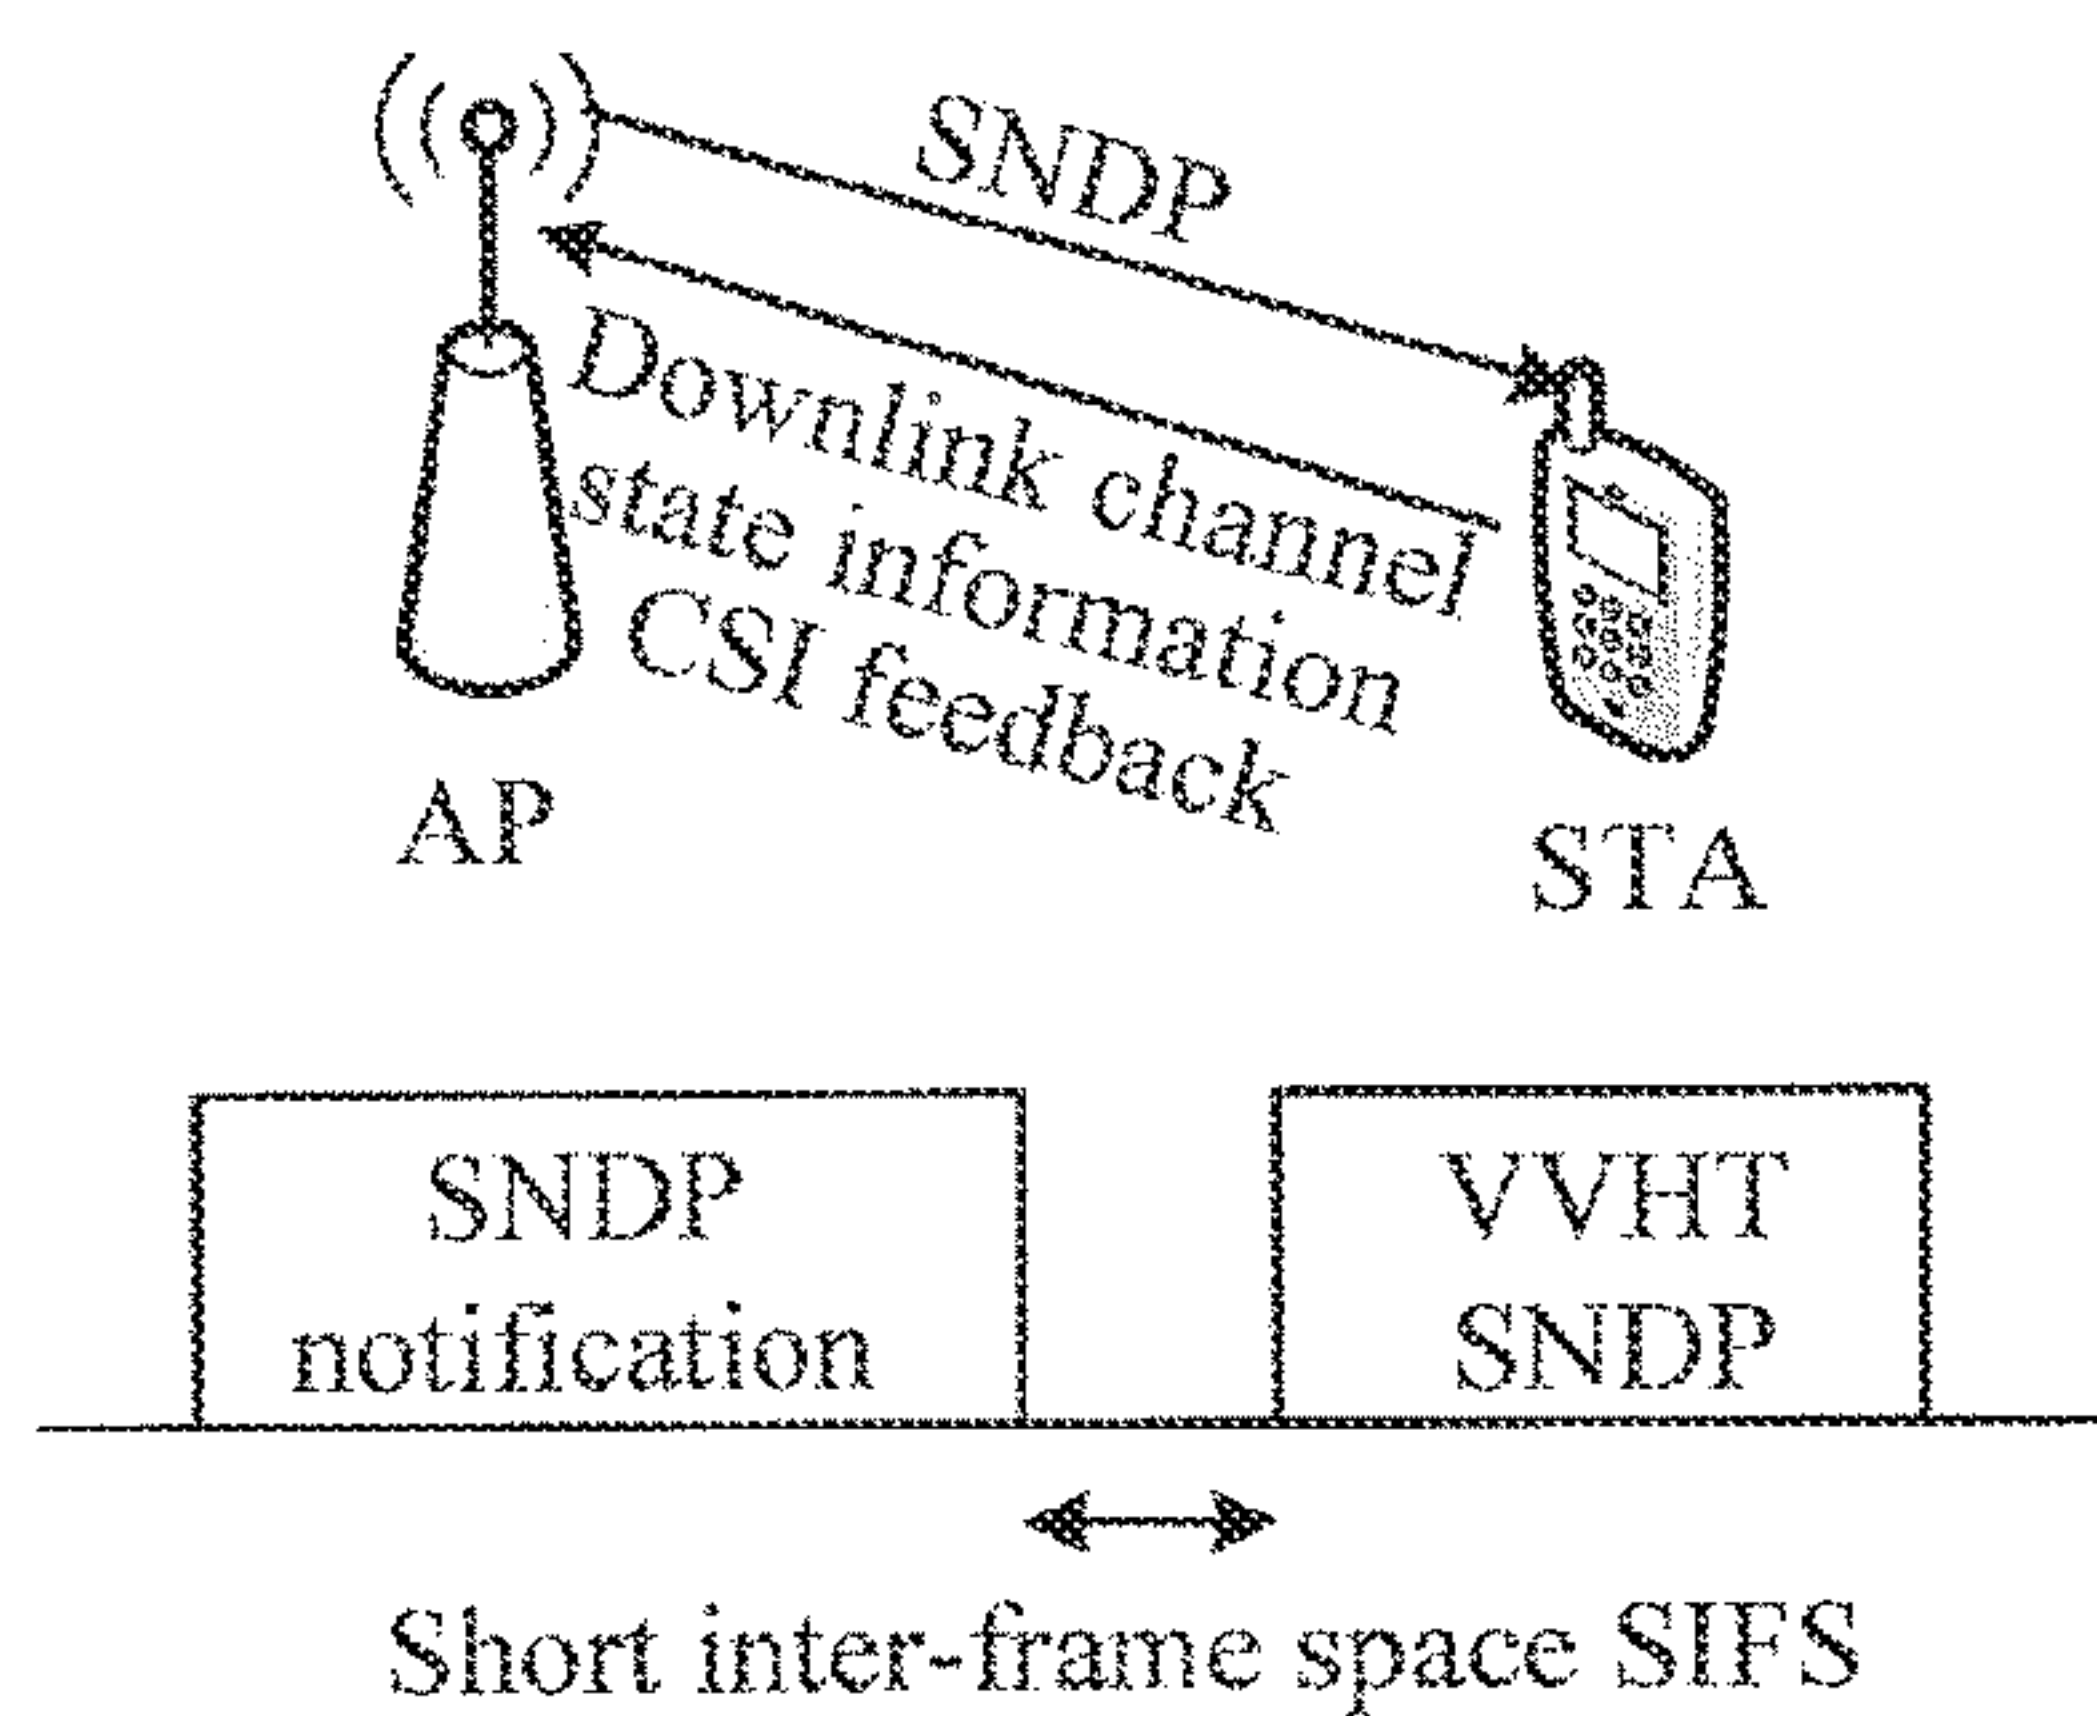 SNDP
Downlink channel
state information
CSI feedback
AP
STA
SNDP
notification
VVHT
SNDP
Short inter-frame space SIFS